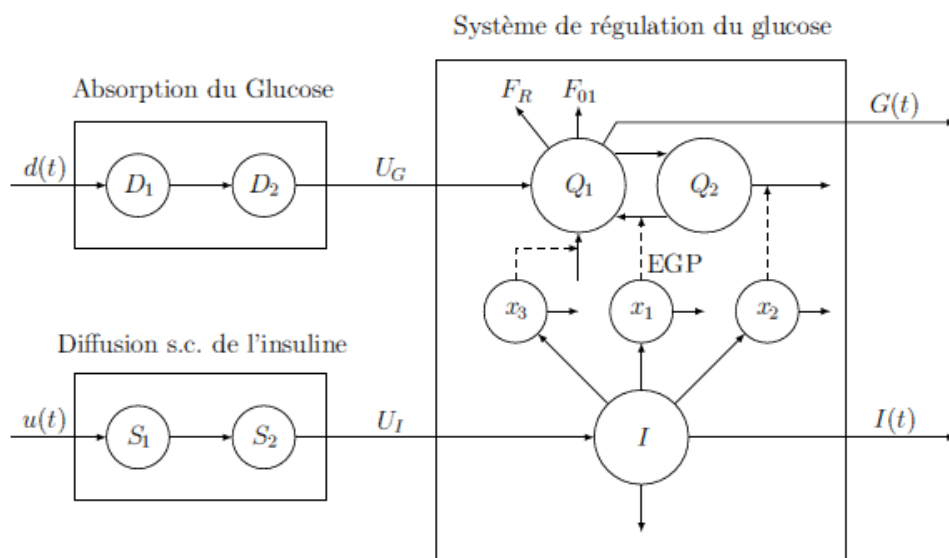 Système de régulation du glucose
Absorption du Glucose
F_R F_01 G(t)
d(t) D_1 D_2 U_G Q_1 Q_2
EGP
x_3 x_1 x_2
Diffusion s.c. de l'insuline
u(t) S_1 S_2 U_I I I(t)